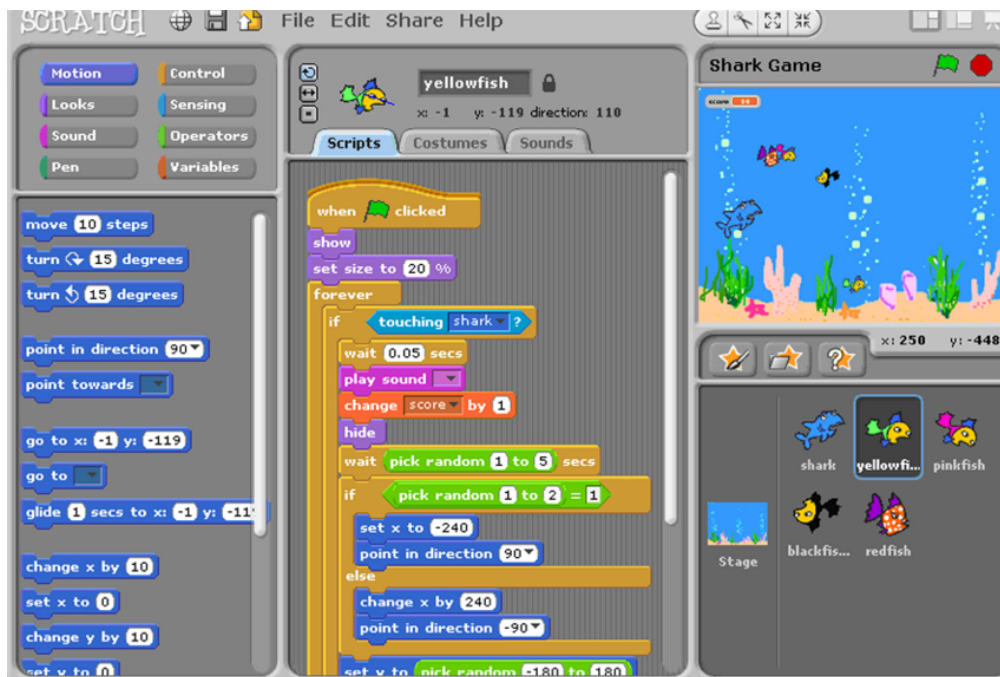 SCRATCH File Edit Share Help
Motion Control
Looks Sensing
Sound Operators
Pen Variables
move 10 steps
turn 15 degrees
turn 15 degrees
point in direction 90
point towards
go to x: -1 y: -119
go to
glide 1 secs to x: -1 y: -11
change x by 10
set x to 0
change y by 10
set y to 0
yellowfish
x: -1 y: -119 direction: 110
Scripts Costumes Sounds
when clicked
show
set size to 20 %
forever
if touching shark ?
wait 0.05 secs
play sound
change score by 1
hide
wait pick random 1 to 5 secs
if pick random 1 to 2 = 1
set x to -240
point in direction 90
else
change x by 240
point in direction -90
set y to pick random -180 to 180
Shark Game
score
x: 250 y: -448
shark yellowfi... pinkfish
blackfis... redfish
Stage